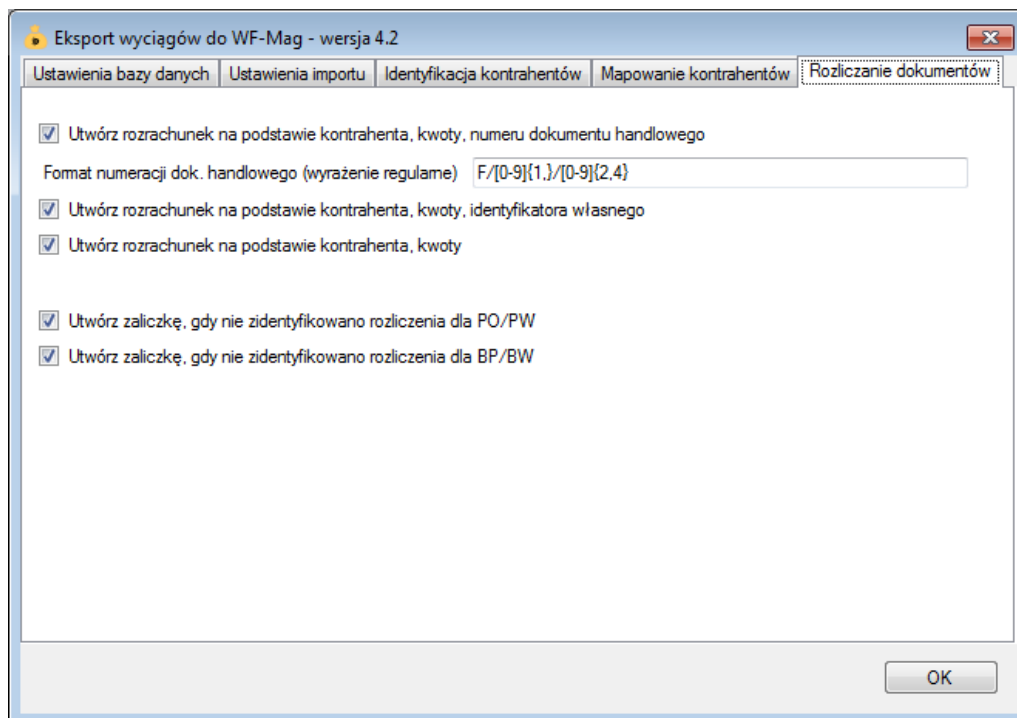 Eksport wyciągów do WF-Mag - wersja 4.2
Ustawienia bazy danych Ustawienia importu Identyfikacja kontrahentów Mapowanie kontrahentów Rozliczanie dokumentów
Utwórz rozrachunek na podstawie kontrahenta, kwoty, numeru dokumentu handlowego
Format numeracji dok. handlowego (wyrażenie regularne) F/[0-9]{1,}/[0-9]{2,4}
Utwórz rozrachunek na podstawie kontrahenta, kwoty, identyfikatora własnego
Utwórz rozrachunek na podstawie kontrahenta, kwoty
Utwórz zaliczkę, gdy nie zidentyfikowano rozliczenia dla PO/PW
Utwórz zaliczkę, gdy nie zidentyfikowano rozliczenia dla BP/BW
OK